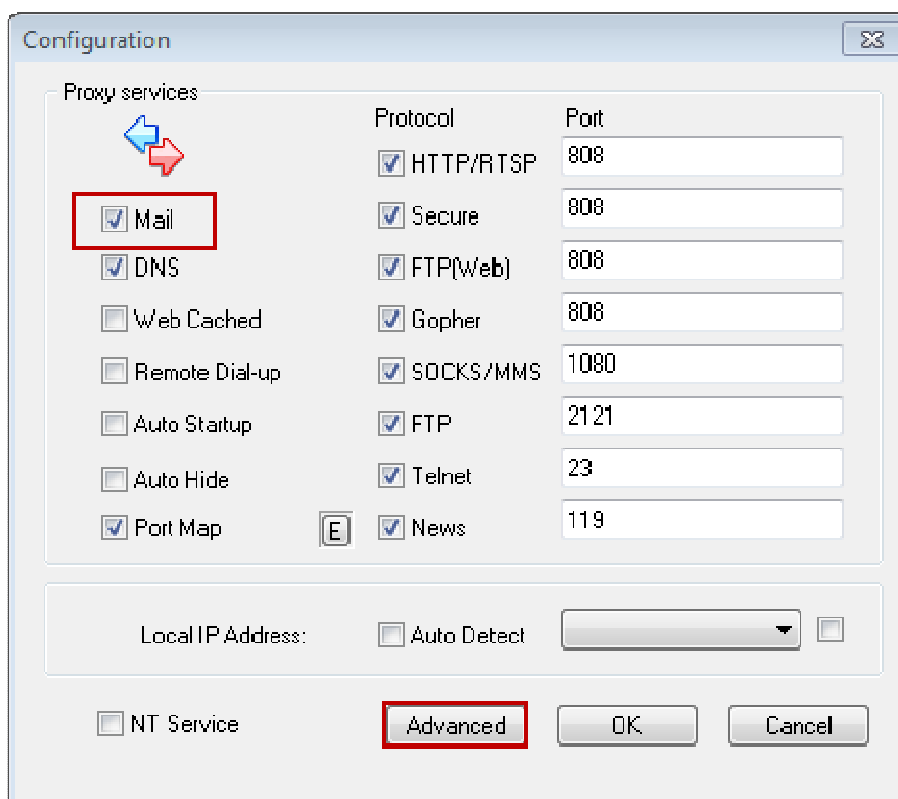 Configuration
Proxy services
Protocol Port
HTTP/RTSP 808
Mail Secure 808
DNS FTP(Web) 808
Web Cached Gopher 808
Remote Dial-up SOCKS/MMS 1080
Auto Startup FTP 2121
Auto Hide Telnet 23
Port Map E News 119
Local IP Address: Auto Detect
NT Service Advanced OK Cancel